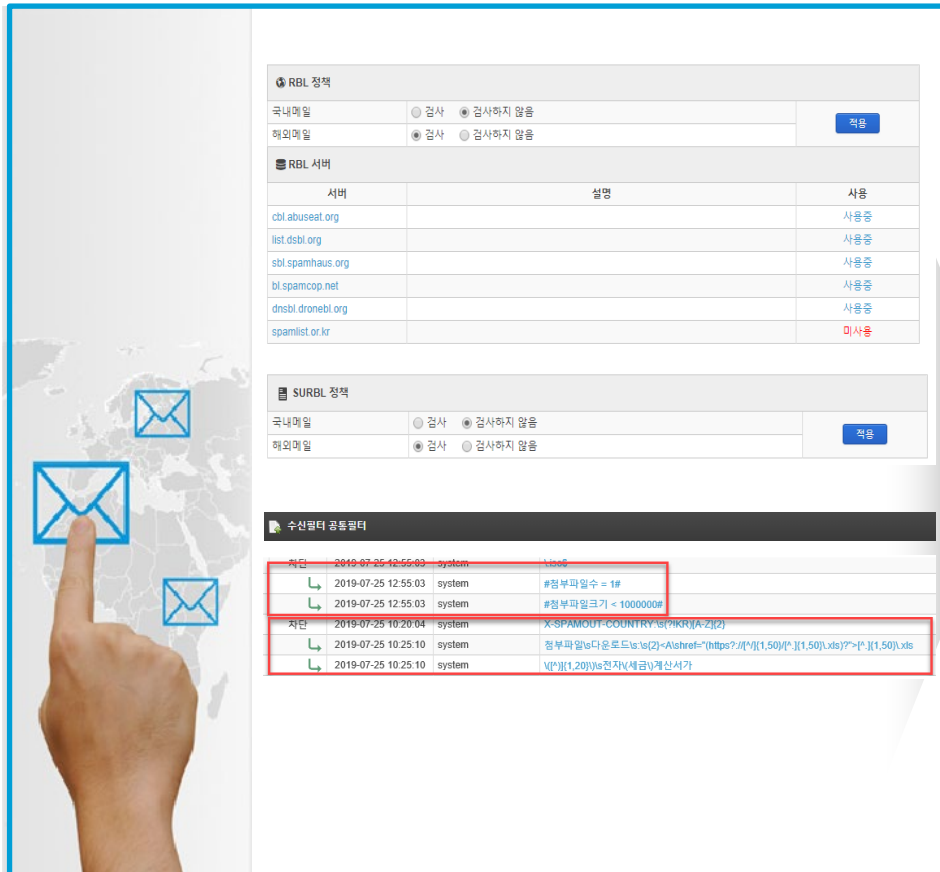 RBL 정책
국내메일 검사 검사하지 않음 적용
해외메일 검사 검사하지 않음
RBL 서버
서버 설명 사용
cbl.abuseat.org 사용중
list.dsbl.org 사용중
sbl.spamhaus.org 사용중
bl.spamcop.net 사용중
dnsbl.dronebl.org 사용중
spamlist.or.kr 미사용
SURBL 정책
국내메일 검사 검사하지 않음 적용
해외메일 검사 검사하지 않음
수신필터 공통필터
차단 2019-07-25 12:55:03 system \.iso$
2019-07-25 12:55:03 system #첨부파일수 = 1#
2019-07-25 12:55:03 system #첨부파일크기 < 1000000#
차단 2019-07-25 10:20:04 system X-SPAMOUT-COUNTRY:\s(?!KR)[A-Z]{2}
2019-07-25 10:25:10 system 첨부파일\s다운로드\s:\s{2}<A\shref="(https?://[^/]{1,50}/[^.]{1,50}\.xls)?">[^.]{1,50}\.xls
2019-07-25 10:25:10 system \([^)]{1,20}\)\s전자\(세금\)계산서가